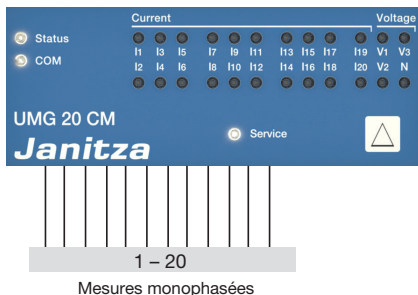 Current Voltage
Status
COM
I1 I3 I5 I7 I9 I11 I13 I15 I17 I19 V1 V3
I2 I4 I6 I8 I10 I12 I14 I16 I18 I20 V2 N
UMG 20 CM
Service
Janitza
1 – 20
Mesures monophasées